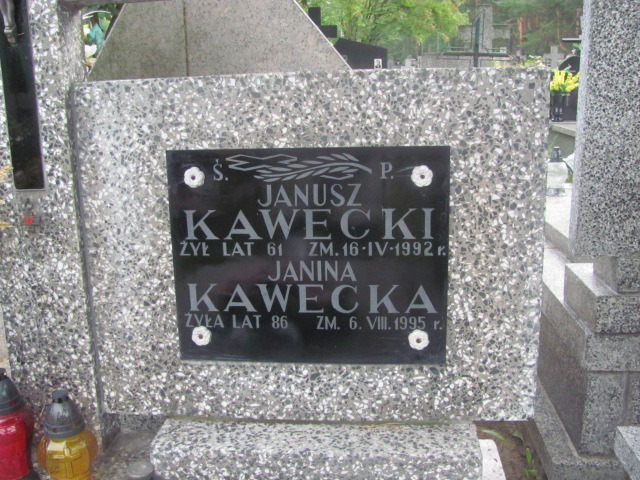 Ś. P.
JANUSZ
KAWECKI
ŻYŁ LAT 61 ZM. 16·IV·1992 r.
JANINA
KAWECKA
ŻYŁA LAT 86 ZM. 6. VIII. 1995 r.